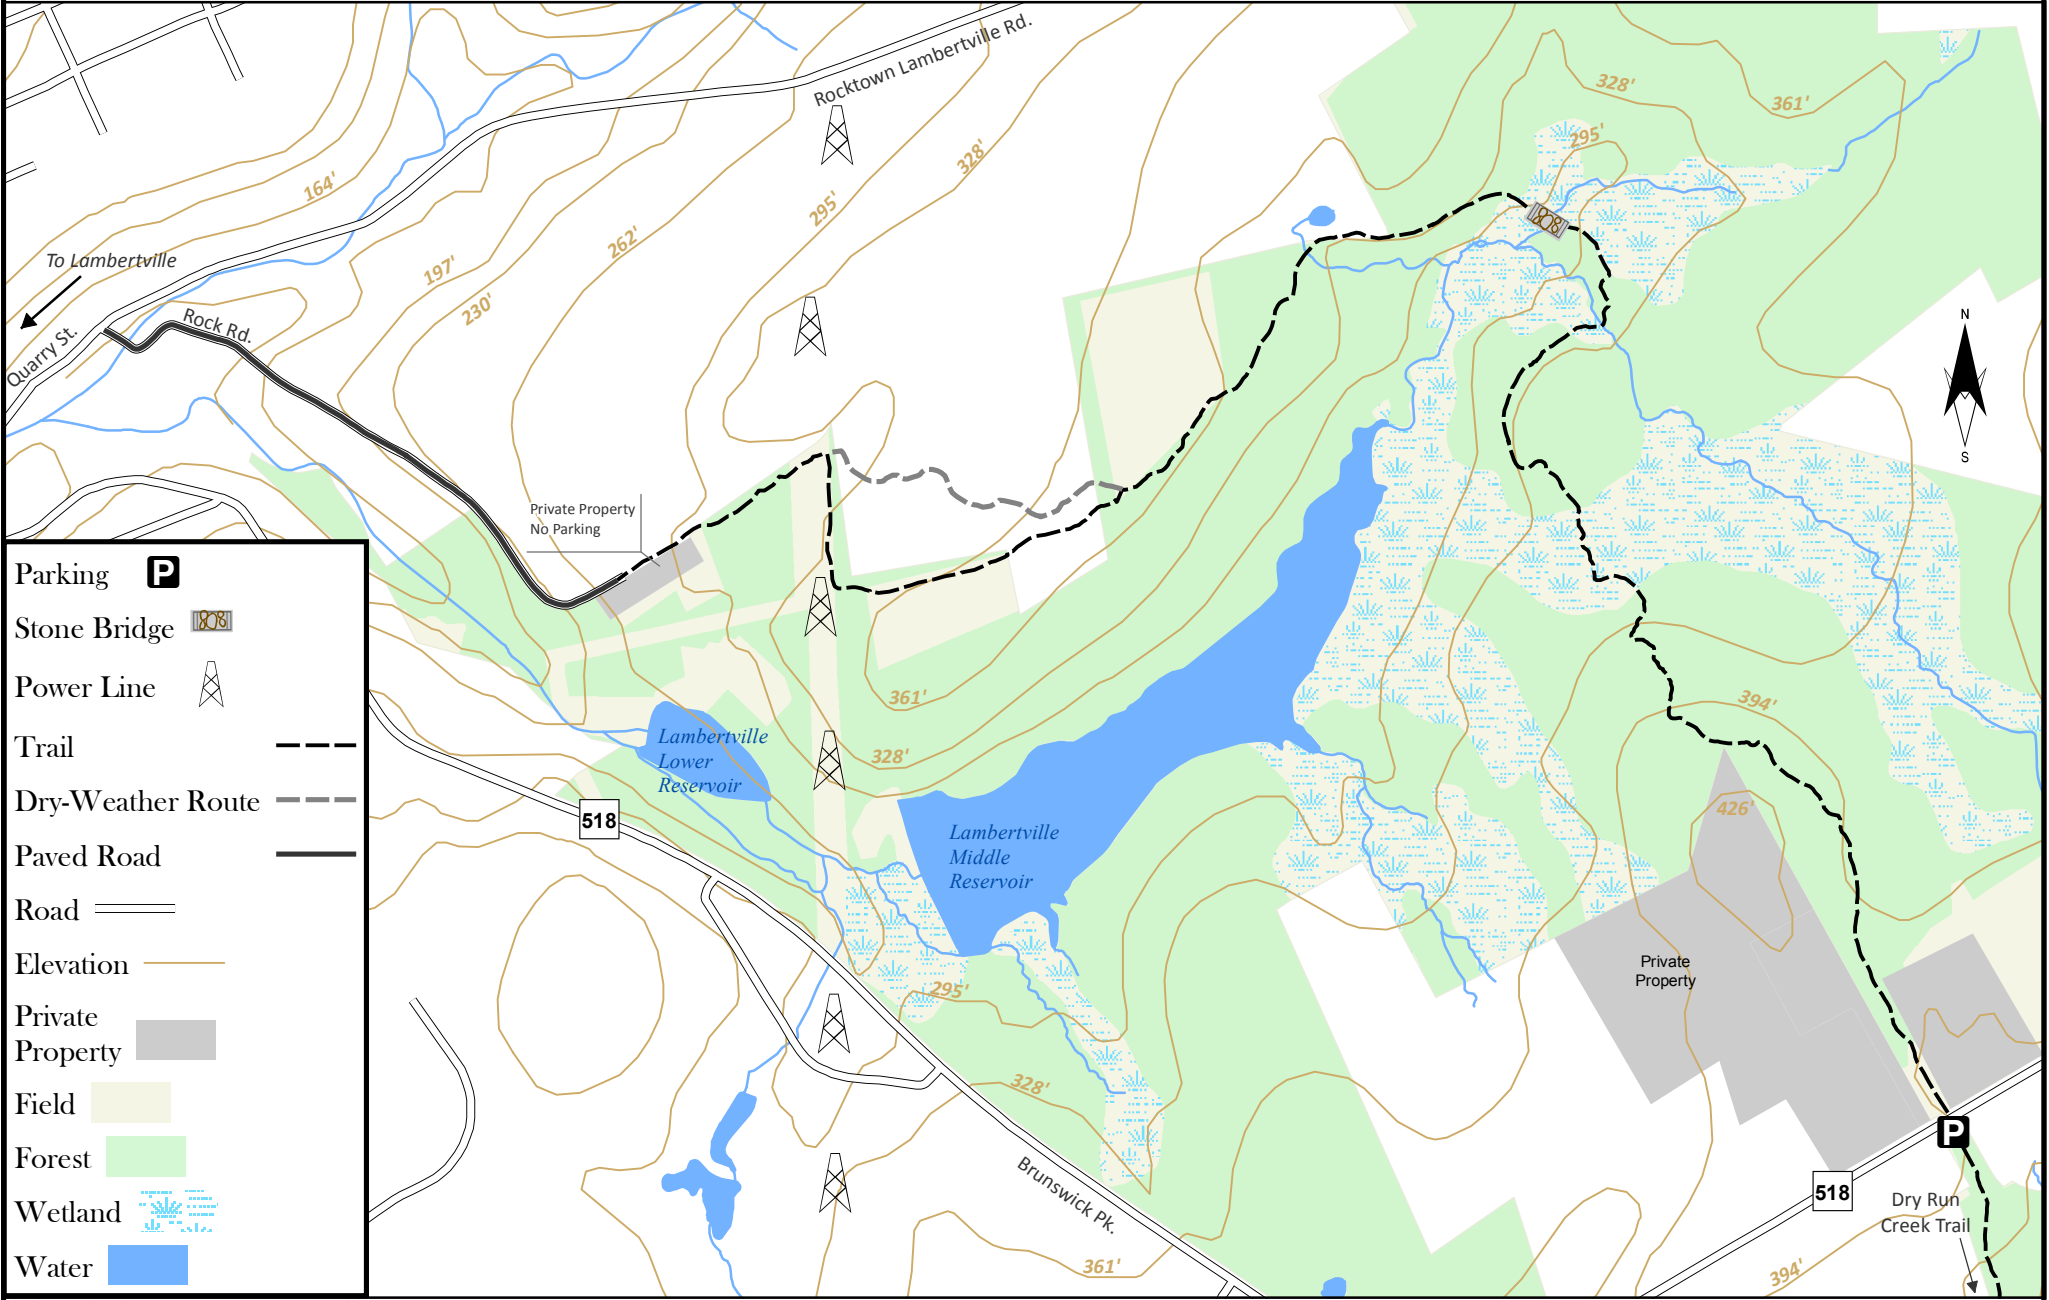 Rocktown Lambertville Rd.
328'
361'
295'
328'
164'
295'
262'
197'
230'
To Lambertville
Quarry St.
Rock Rd.
N
S
Private Property
No Parking
361'
328'
394'
426'
Lambertville
Lower
Reservoir
518
Lambertville
Middle
Reservoir
Private
Property
295'
328'
Brunswick Pk.
361'
P
518
Dry Run
Creek Trail
394'
Parking P
Stone Bridge
Power Line
Trail
Dry-Weather Route
Paved Road
Road
Elevation
Private
Property
Field
Forest
Wetland
Water